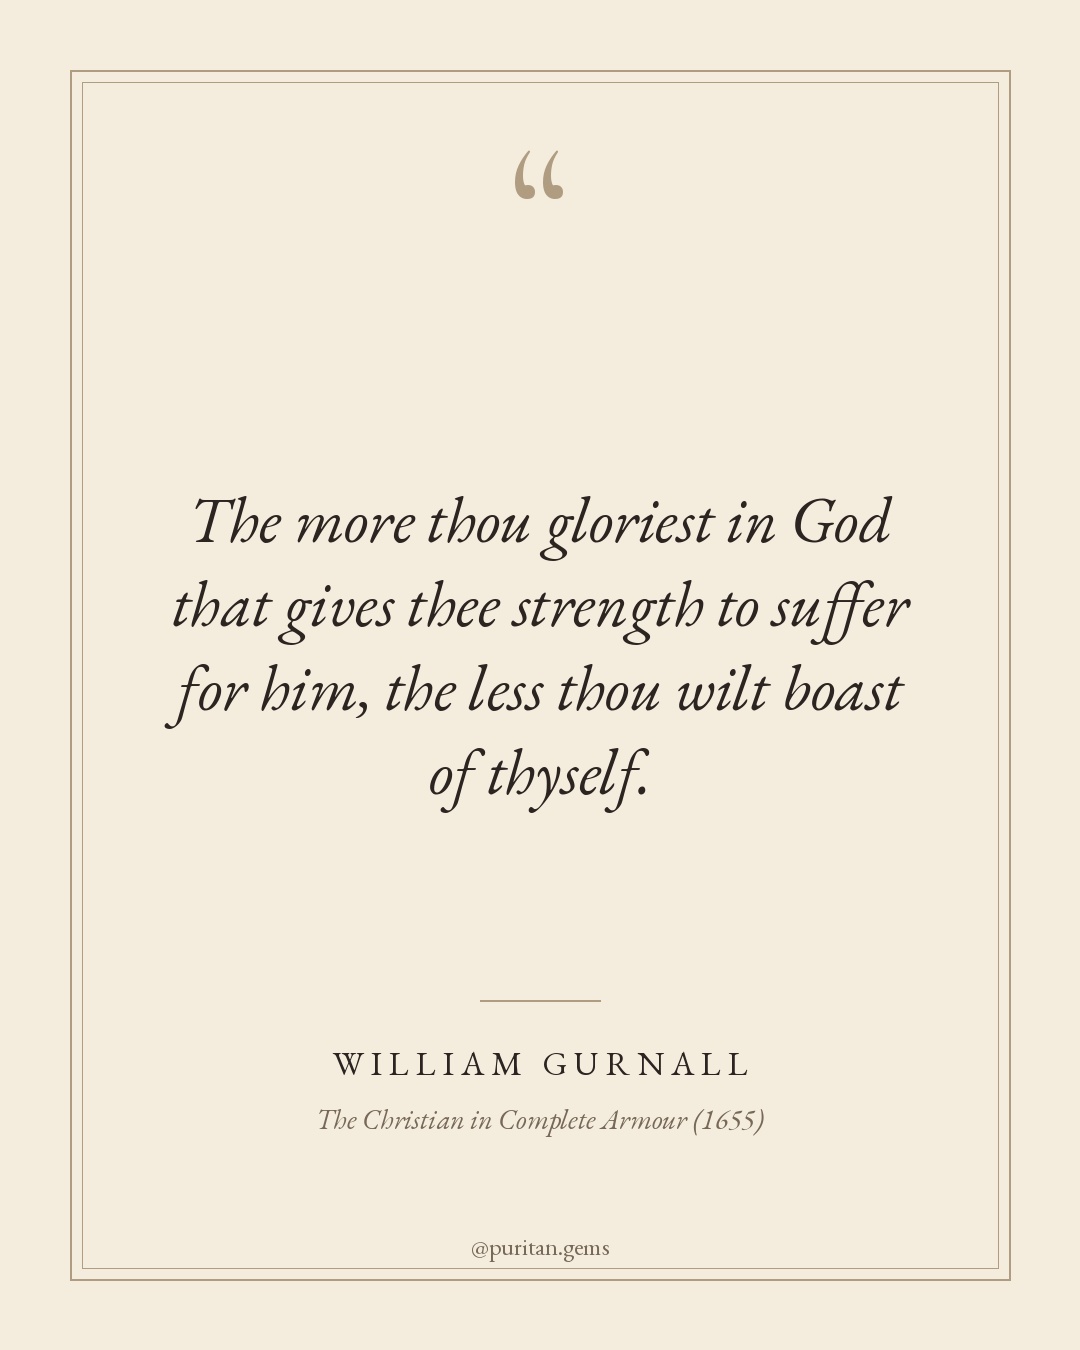 “
The more thou gloriest in God
that gives thee strength to suffer
for him, the less thou wilt boast
of thyself.
WILLIAM GURNALL
The Christian in Complete Armour (1655)
@puritan.gems